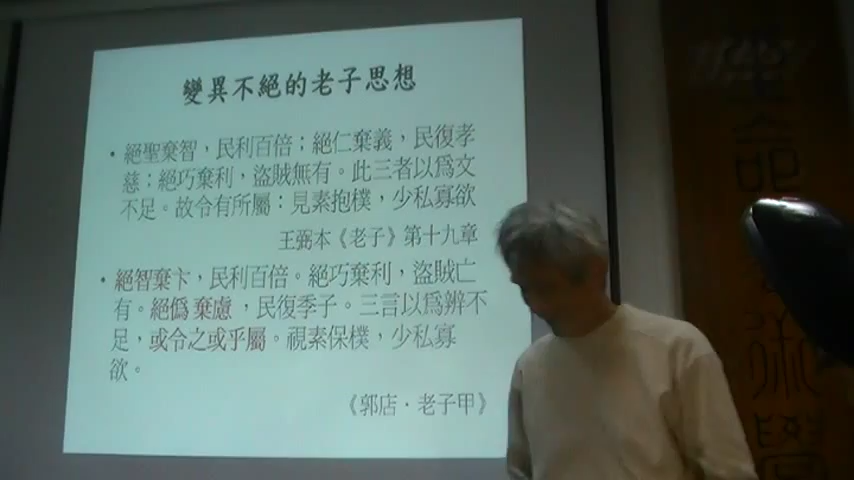 變異不絕的老子思想
• 絕聖棄智，民利百倍；絕仁棄義，民復孝
慈；絕巧棄利，盜賊無有。此三者以為文
不足。故令有所屬：見素抱樸，少私寡欲
王弼本《老子》第十九章
• 絕智棄卞，民利百倍。絕巧棄利，盜賊亡
有。絕僞棄慮，民復季子。三言以為辨不
足，或令之或乎屬。視素保樸，少私寡
欲。
《郭店．老子甲》
命
術
學